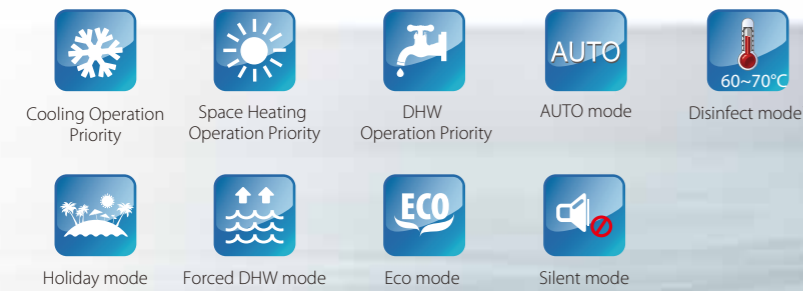 AUTO
60~70°C
Cooling Operation
Priority
Space Heating
Operation Priority
DHW
Operation Priority
AUTO mode
Disinfect mode
ECO
Holiday mode
Forced DHW mode
Eco mode
Silent mode